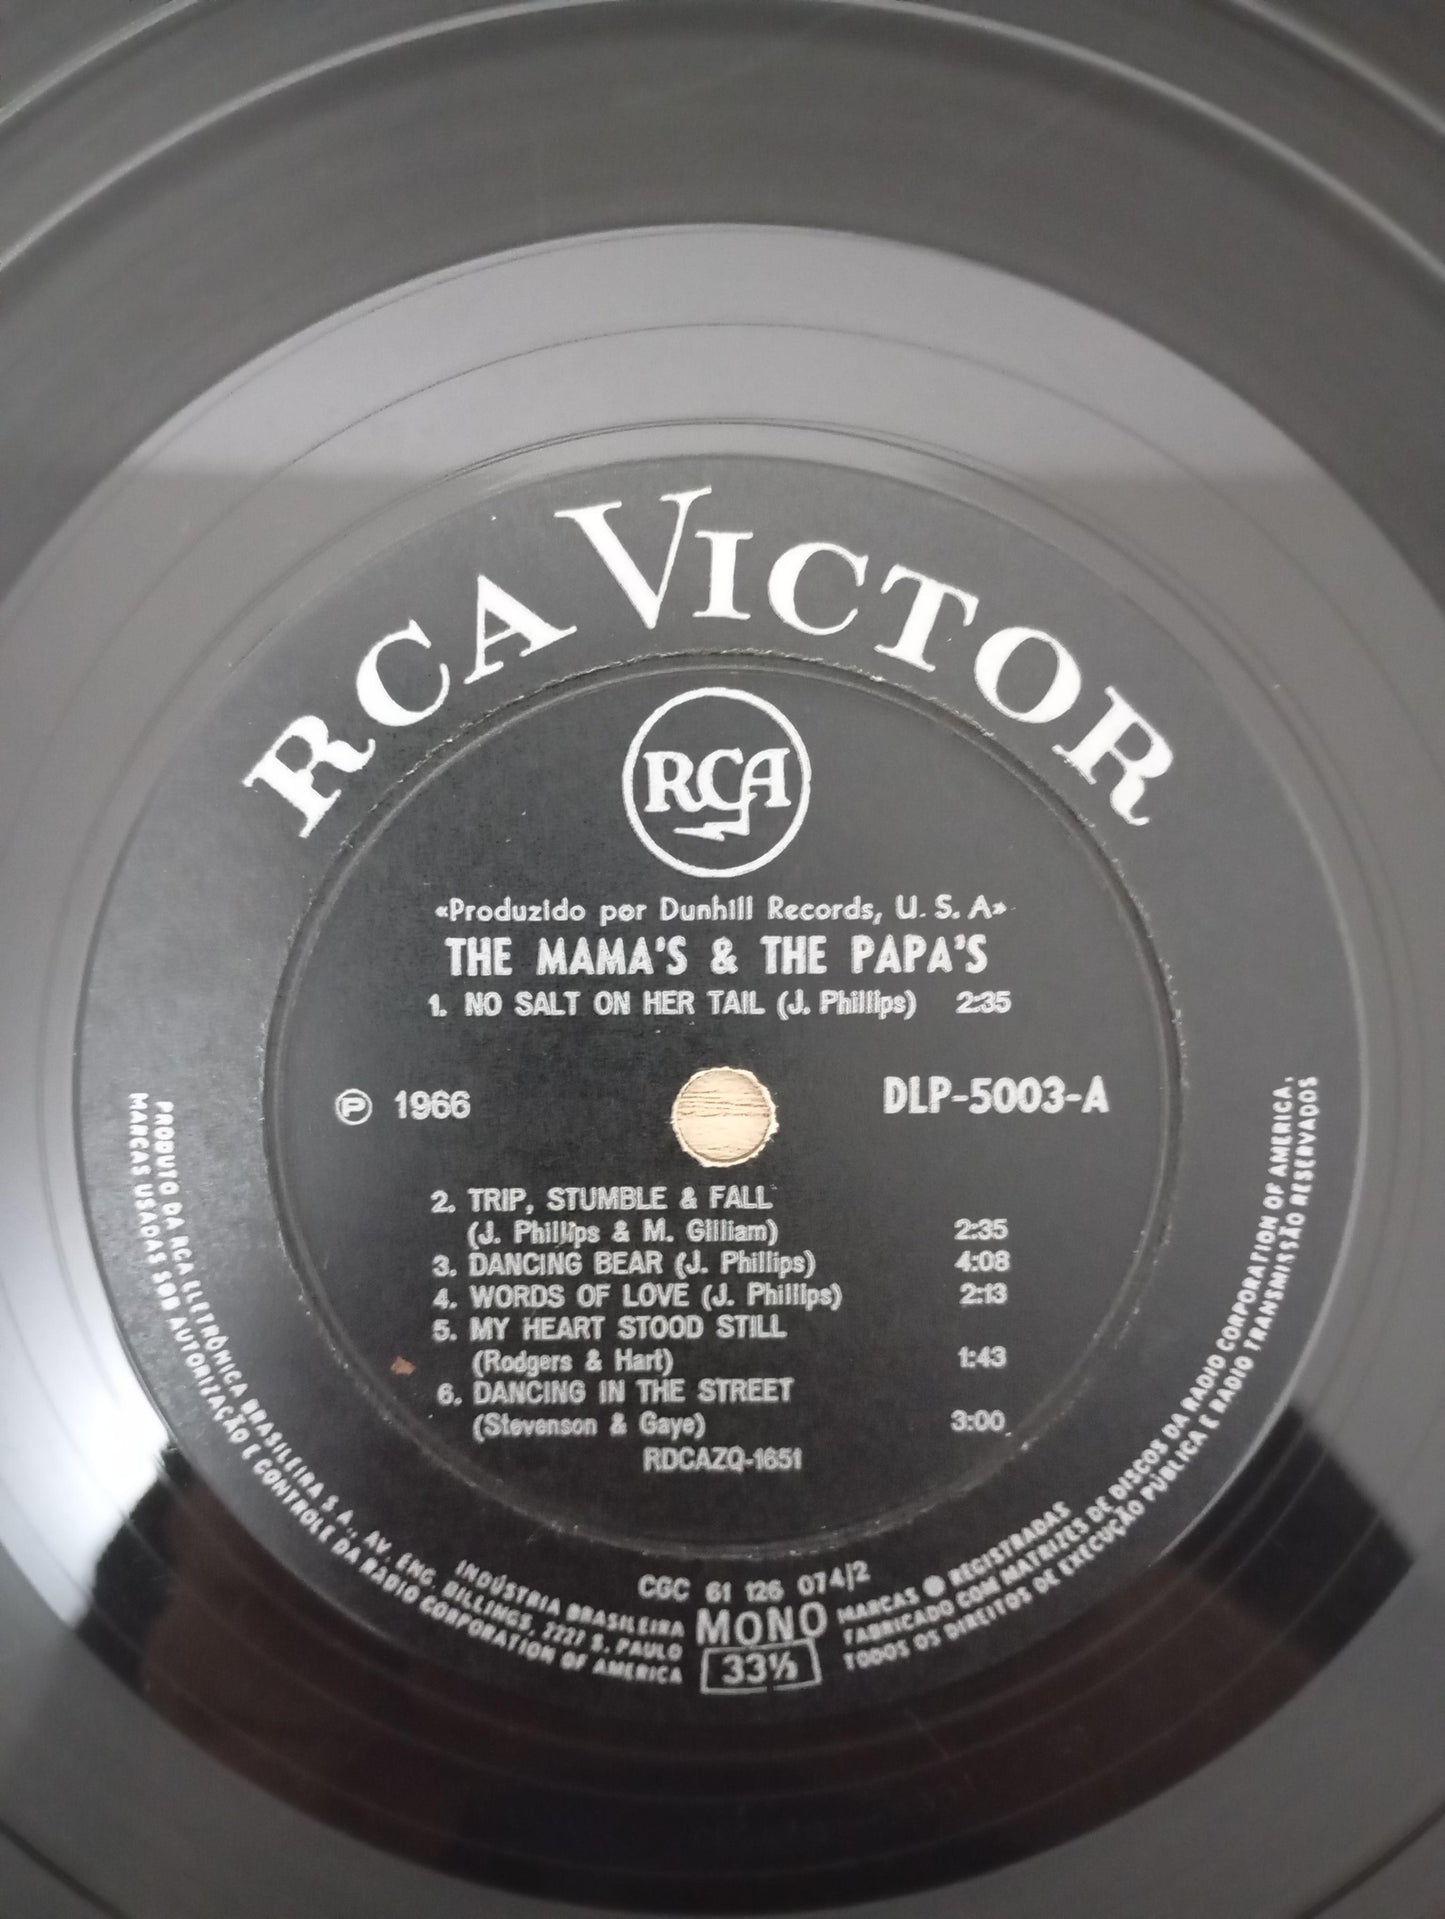 RCA VICTOR
RCA
«Produzido por Dunhill Records, U. S. A»
THE MAMA'S & THE PAPA'S
1. NO SALT ON HER TAIL (J. Phillips) 2:35
℗ 1966
DLP-5003-A
2. TRIP, STUMBLE & FALL
(J. Phillips & M. Gilliam) 2:35
3. DANCING BEAR (J. Phillips) 4:08
4. WORDS OF LOVE (J. Phillips) 2:13
5. MY HEART STOOD STILL
(Rodgers & Hart) 1:43
6. DANCING IN THE STREET
(Stevenson & Gaye) 3:00
RDCAZQ-1651
CGC 61 126 074/2
MONO
33⅓
INDÚSTRIA BRASILEIRA
PRODUTO DA RCA ELETRÔNICA BRASILEIRA S. A., AV. ENG. BILLINGS, 2227 S. PAULO
MARCAS USADAS SOB AUTORIZAÇÃO E CONTROLE DA RADIO CORPORATION OF AMERICA
MARCAS ® REGISTRADAS
FABRICADO COM MATRIZES DE DISCOS DA RADIO CORPORATION OF AMERICA.
TODOS OS DIREITOS DE EXECUÇÃO PÚBLICA E RADIO TRANSMISSÃO RESERVADOS